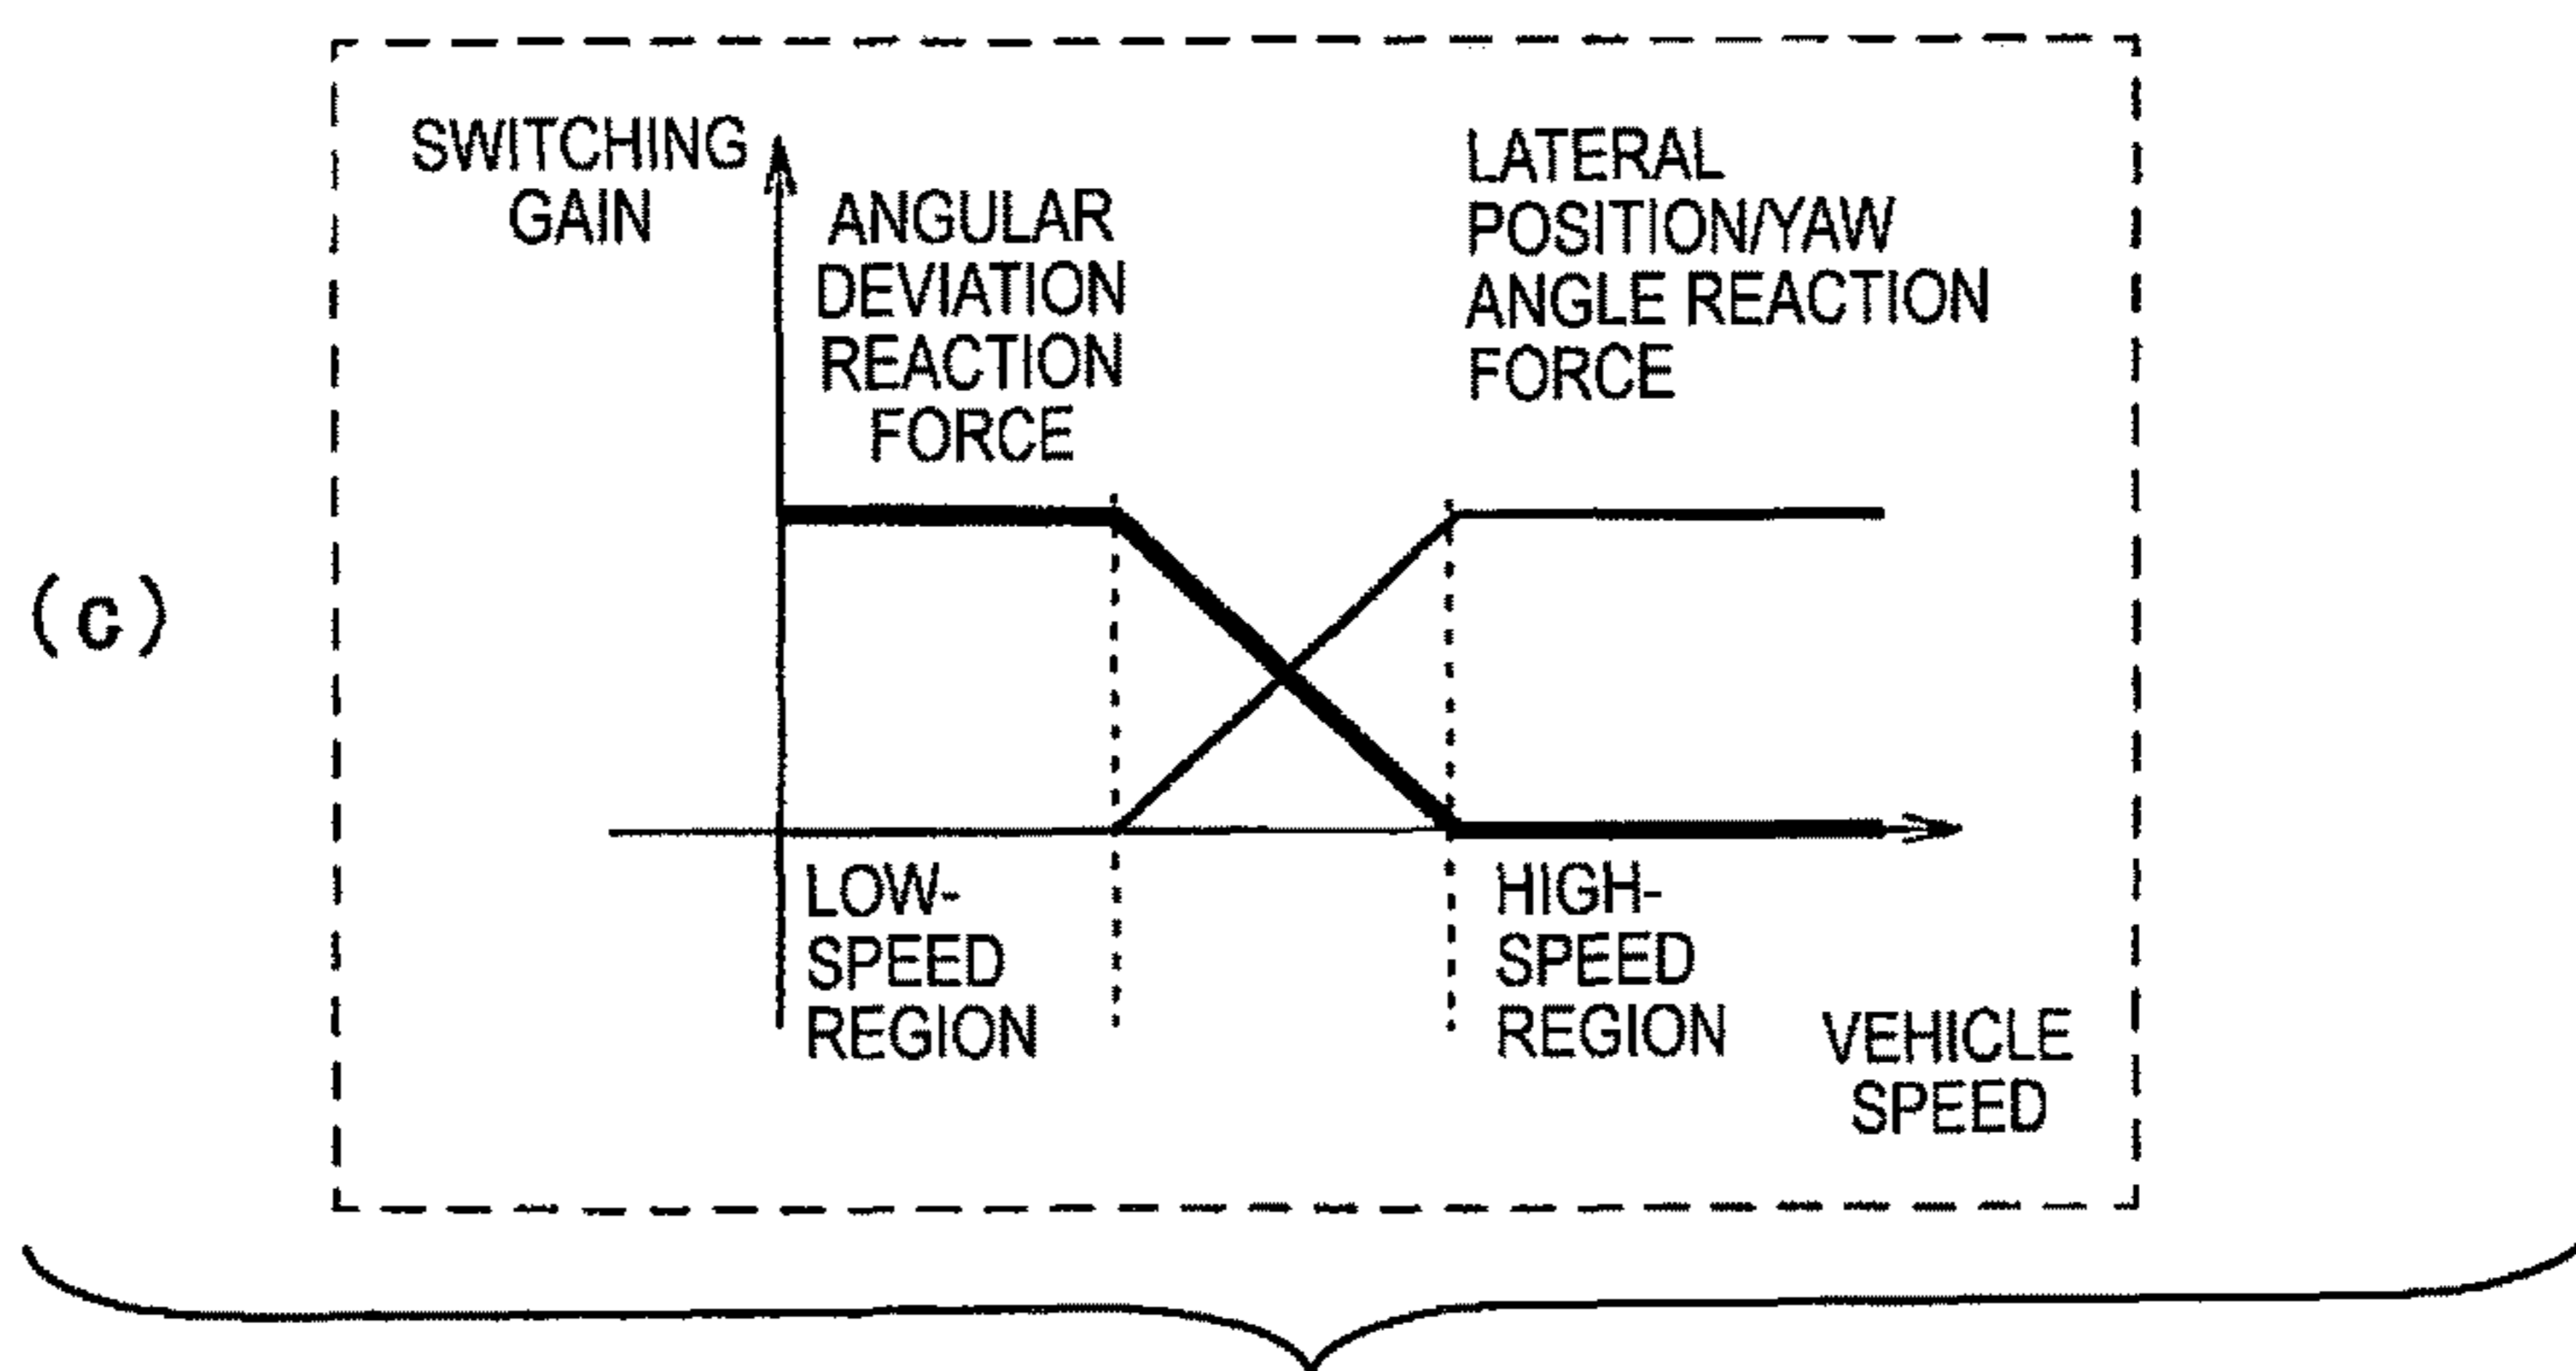 SWITCHING
GAIN
ANGULAR
DEVIATION
REACTION
FORCE
LATERAL
POSITION/YAW
ANGLE REACTION
FORCE
(c)
LOW-
SPEED
REGION
HIGH-
SPEED
REGION
VEHICLE
SPEED